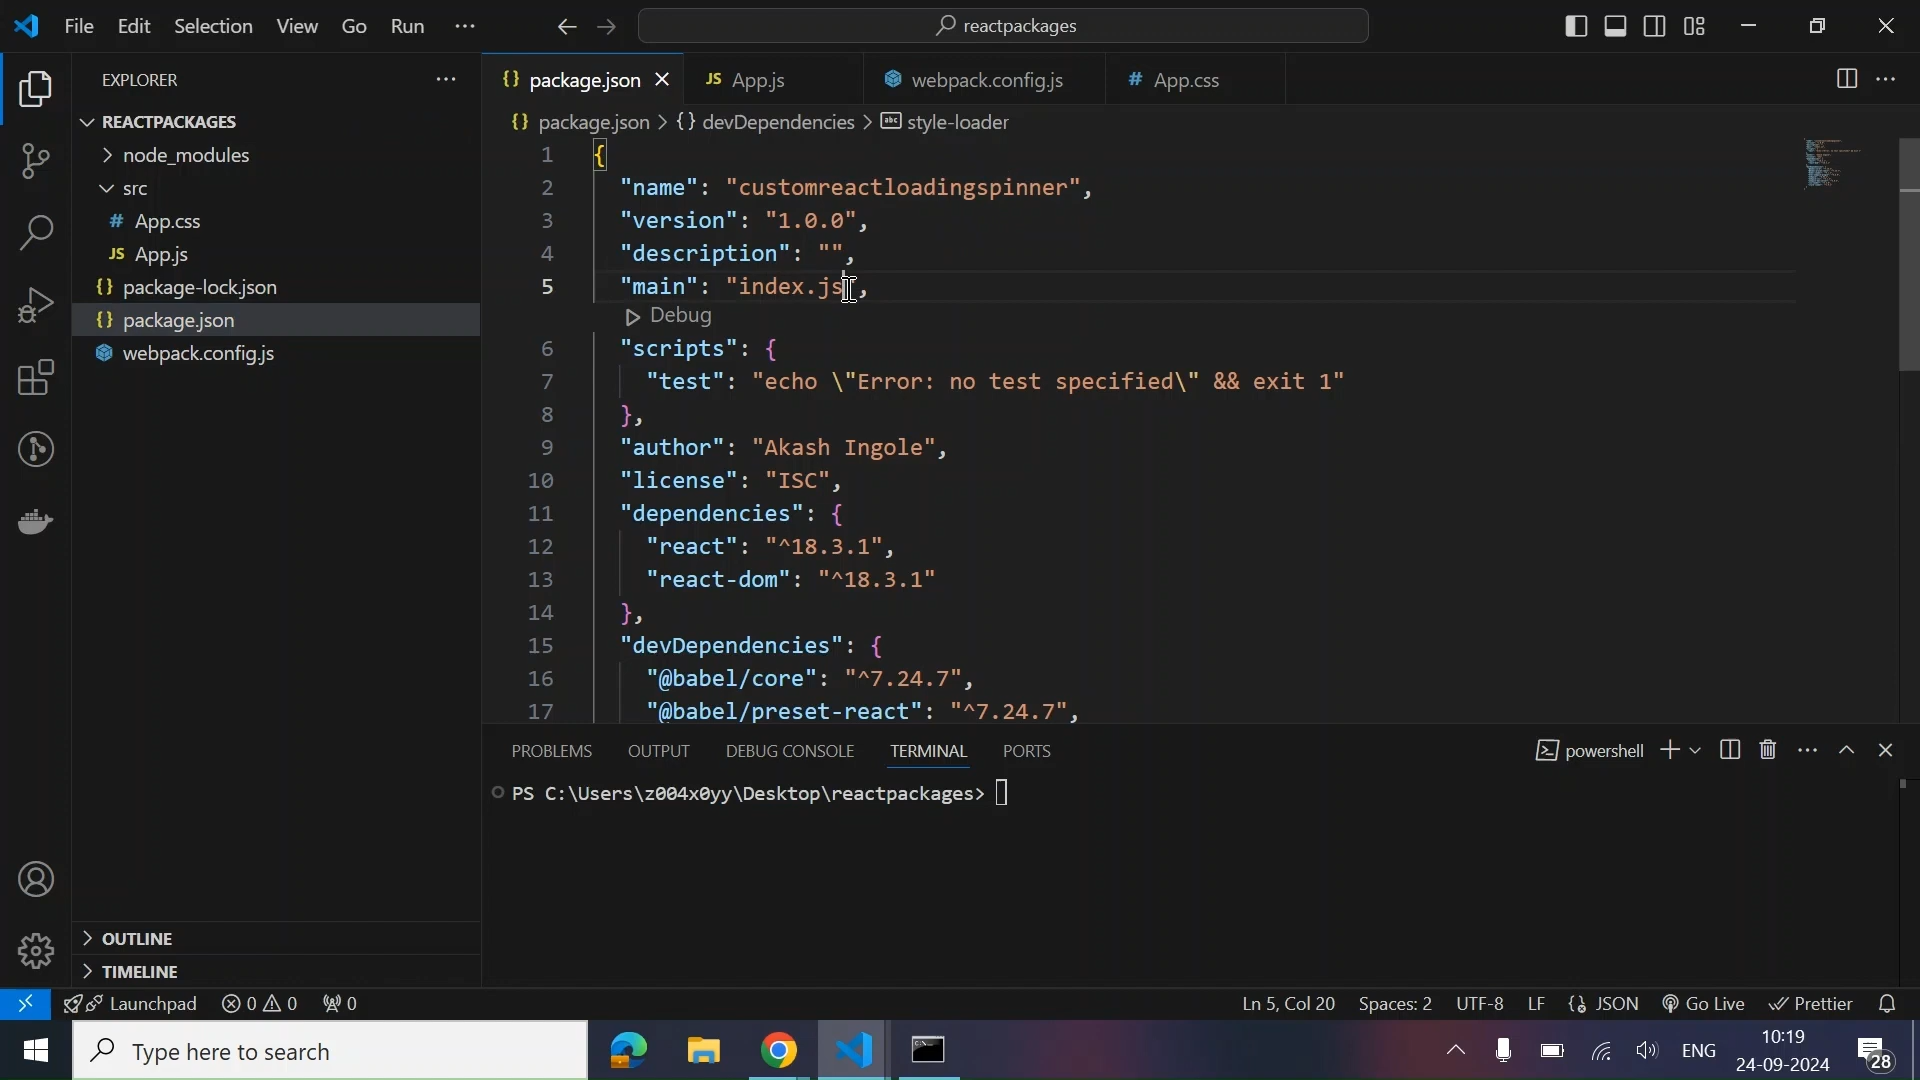 File Edit Selection View Go Run ···
reactpackages
EXPLORER
REACTPACKAGES
node_modules
src
# App.css
JS App.js
{} package-lock.json
{} package.json
webpack.config.js
OUTLINE
TIMELINE
{} package.json
JS App.js
webpack.config.js
# App.css
{} package.json > {} devDependencies > abc style-loader
1 {
2 "name": "customreactloadingspinner",
3 "version": "1.0.0",
4 "description": "",
5 "main": "index.js",
Debug
6 "scripts": {
7 "test": "echo \"Error: no test specified\" && exit 1"
8 },
9 "author": "Akash Ingole",
10 "license": "ISC",
11 "dependencies": {
12 "react": "^18.3.1",
13 "react-dom": "^18.3.1"
14 },
15 "devDependencies": {
16 "@babel/core": "^7.24.7",
17 "@babel/preset-react": "^7.24.7",
PROBLEMS OUTPUT DEBUG CONSOLE TERMINAL PORTS
powershell
PS C:\Users\z004x0yy\Desktop\reactpackages>
Launchpad 0 0 0
Ln 5, Col 20 Spaces: 2 UTF-8 LF {} JSON Go Live Prettier
Type here to search
ENG
10:19
24-09-2024
28